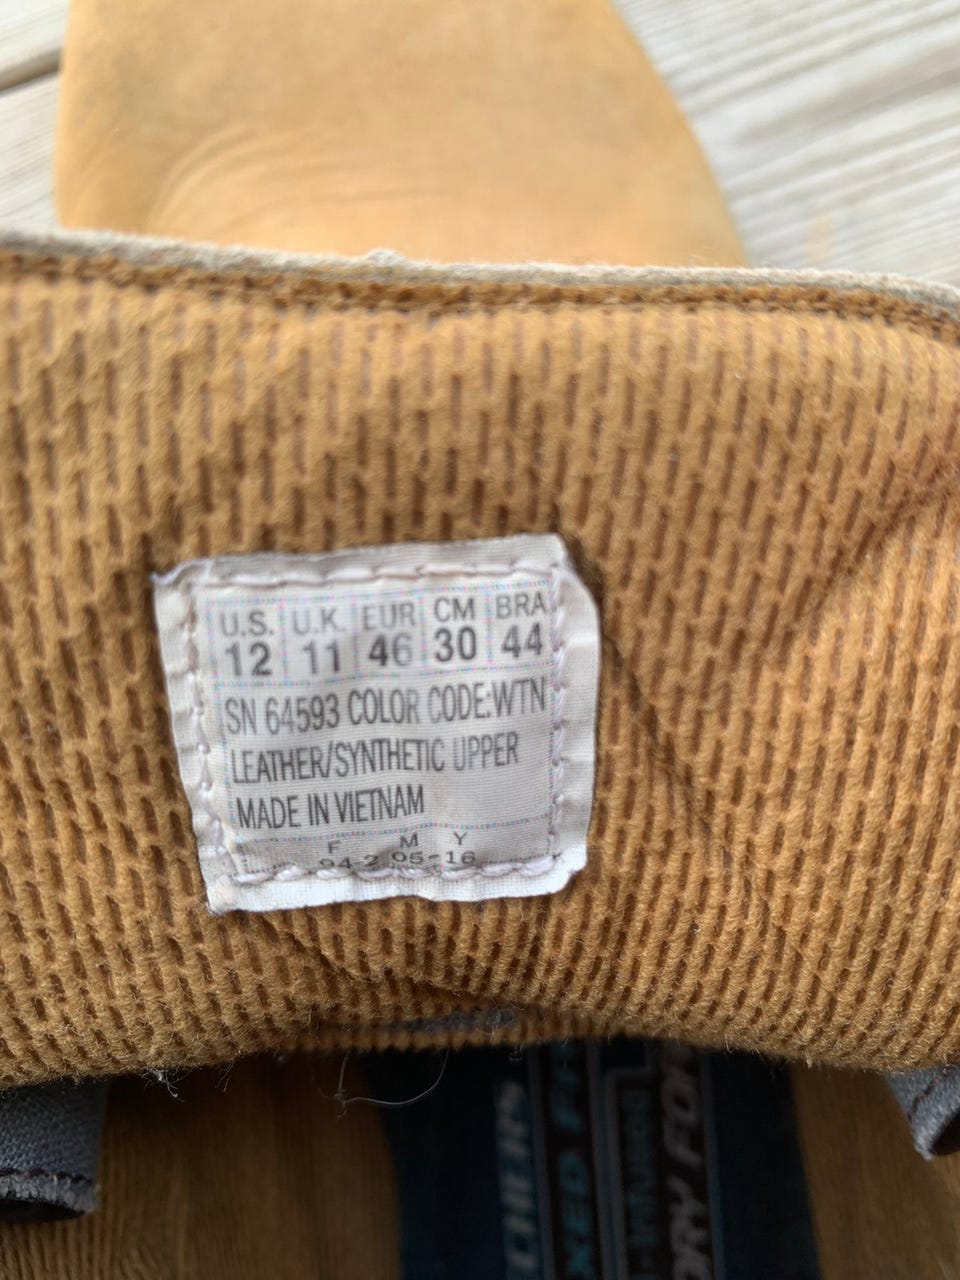 U.S. U.K. EUR CM BRA
12 11 46 30 44
SN 64593 COLOR CODE:WTN
LEATHER/SYNTHETIC UPPER
MADE IN VIETNAM
F M Y
04-2 05-16